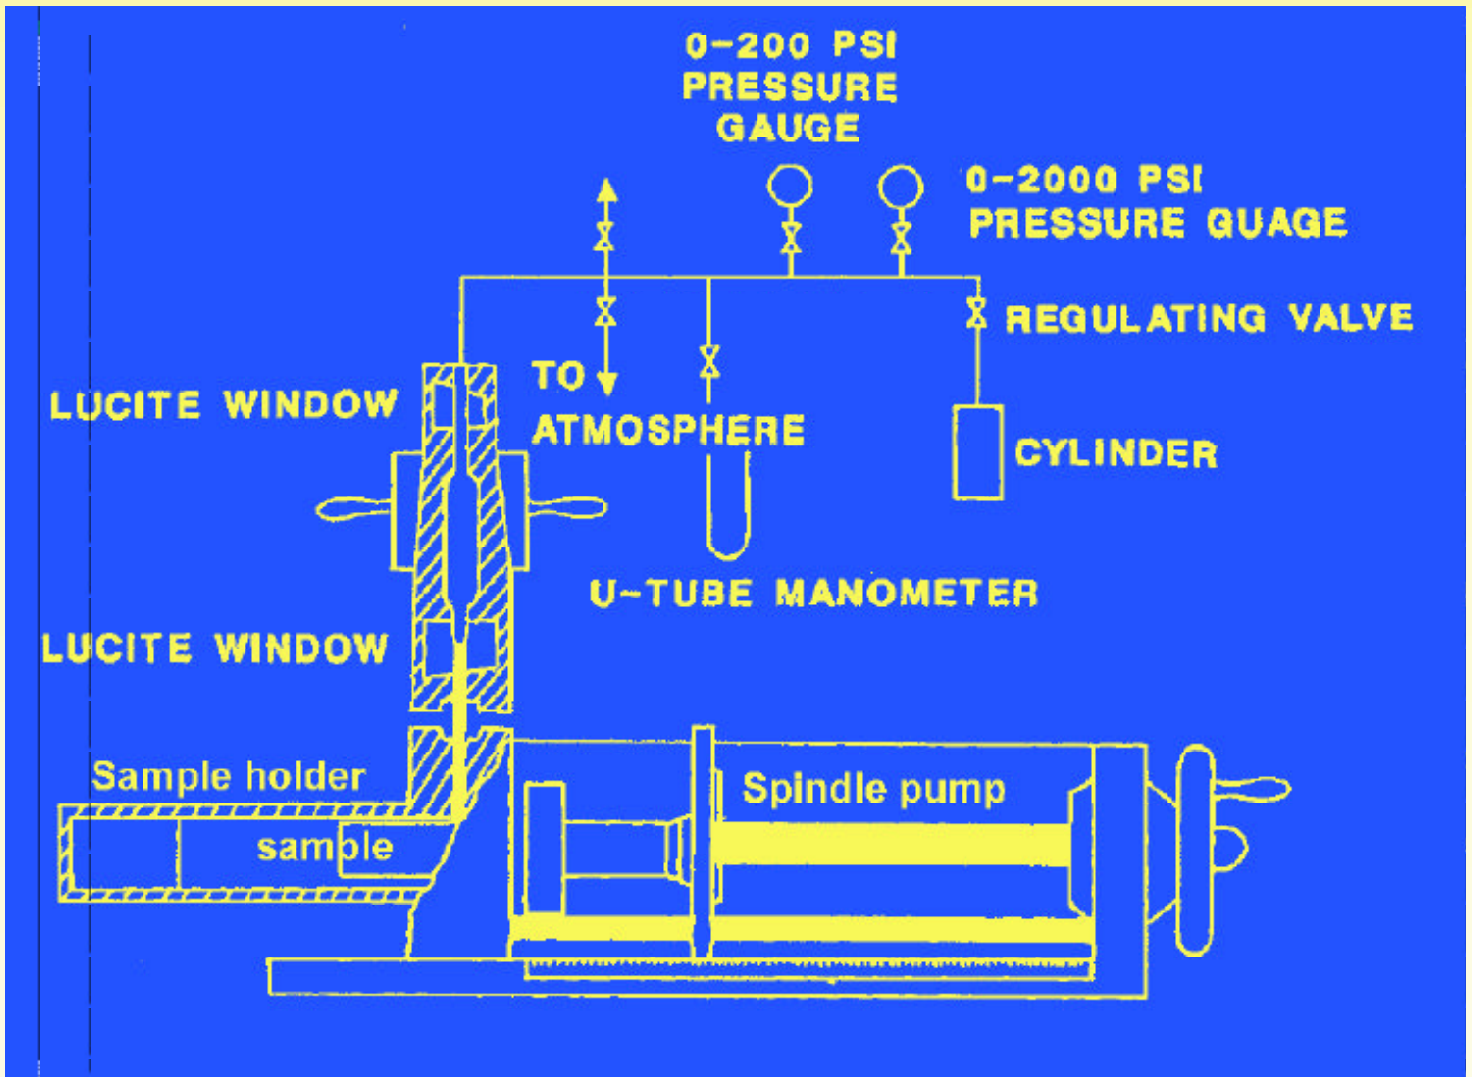 0-200 PSI
PRESSURE
GAUGE
0-2000 PSI
PRESSURE GUAGE
REGULATING VALVE
LUCITE WINDOW
TO
ATMOSPHERE
CYLINDER
U-TUBE MANOMETER
LUCITE WINDOW
Sample holder
Spindle pump
sample